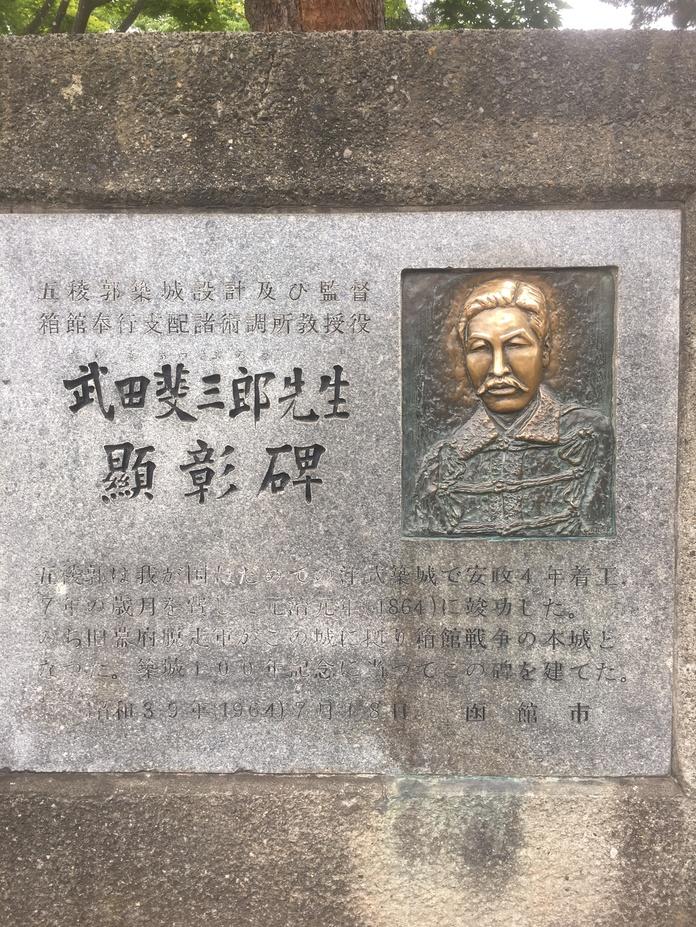 五稜郭築城設計及び監督
箱館奉行支配諸術調所教授役
武田斐三郎先生
顯彰碑
五稜郭は我が国はじめての洋式築城で安政4年着工、
7年の歳月を費して元治元年(1864)に竣功した。
から旧幕府脱走軍がこの城に拠り箱館戦争の本城と
なった。築城100年記念に当ってこの碑を建てた。
昭和39年(1964)7月18日 函館市